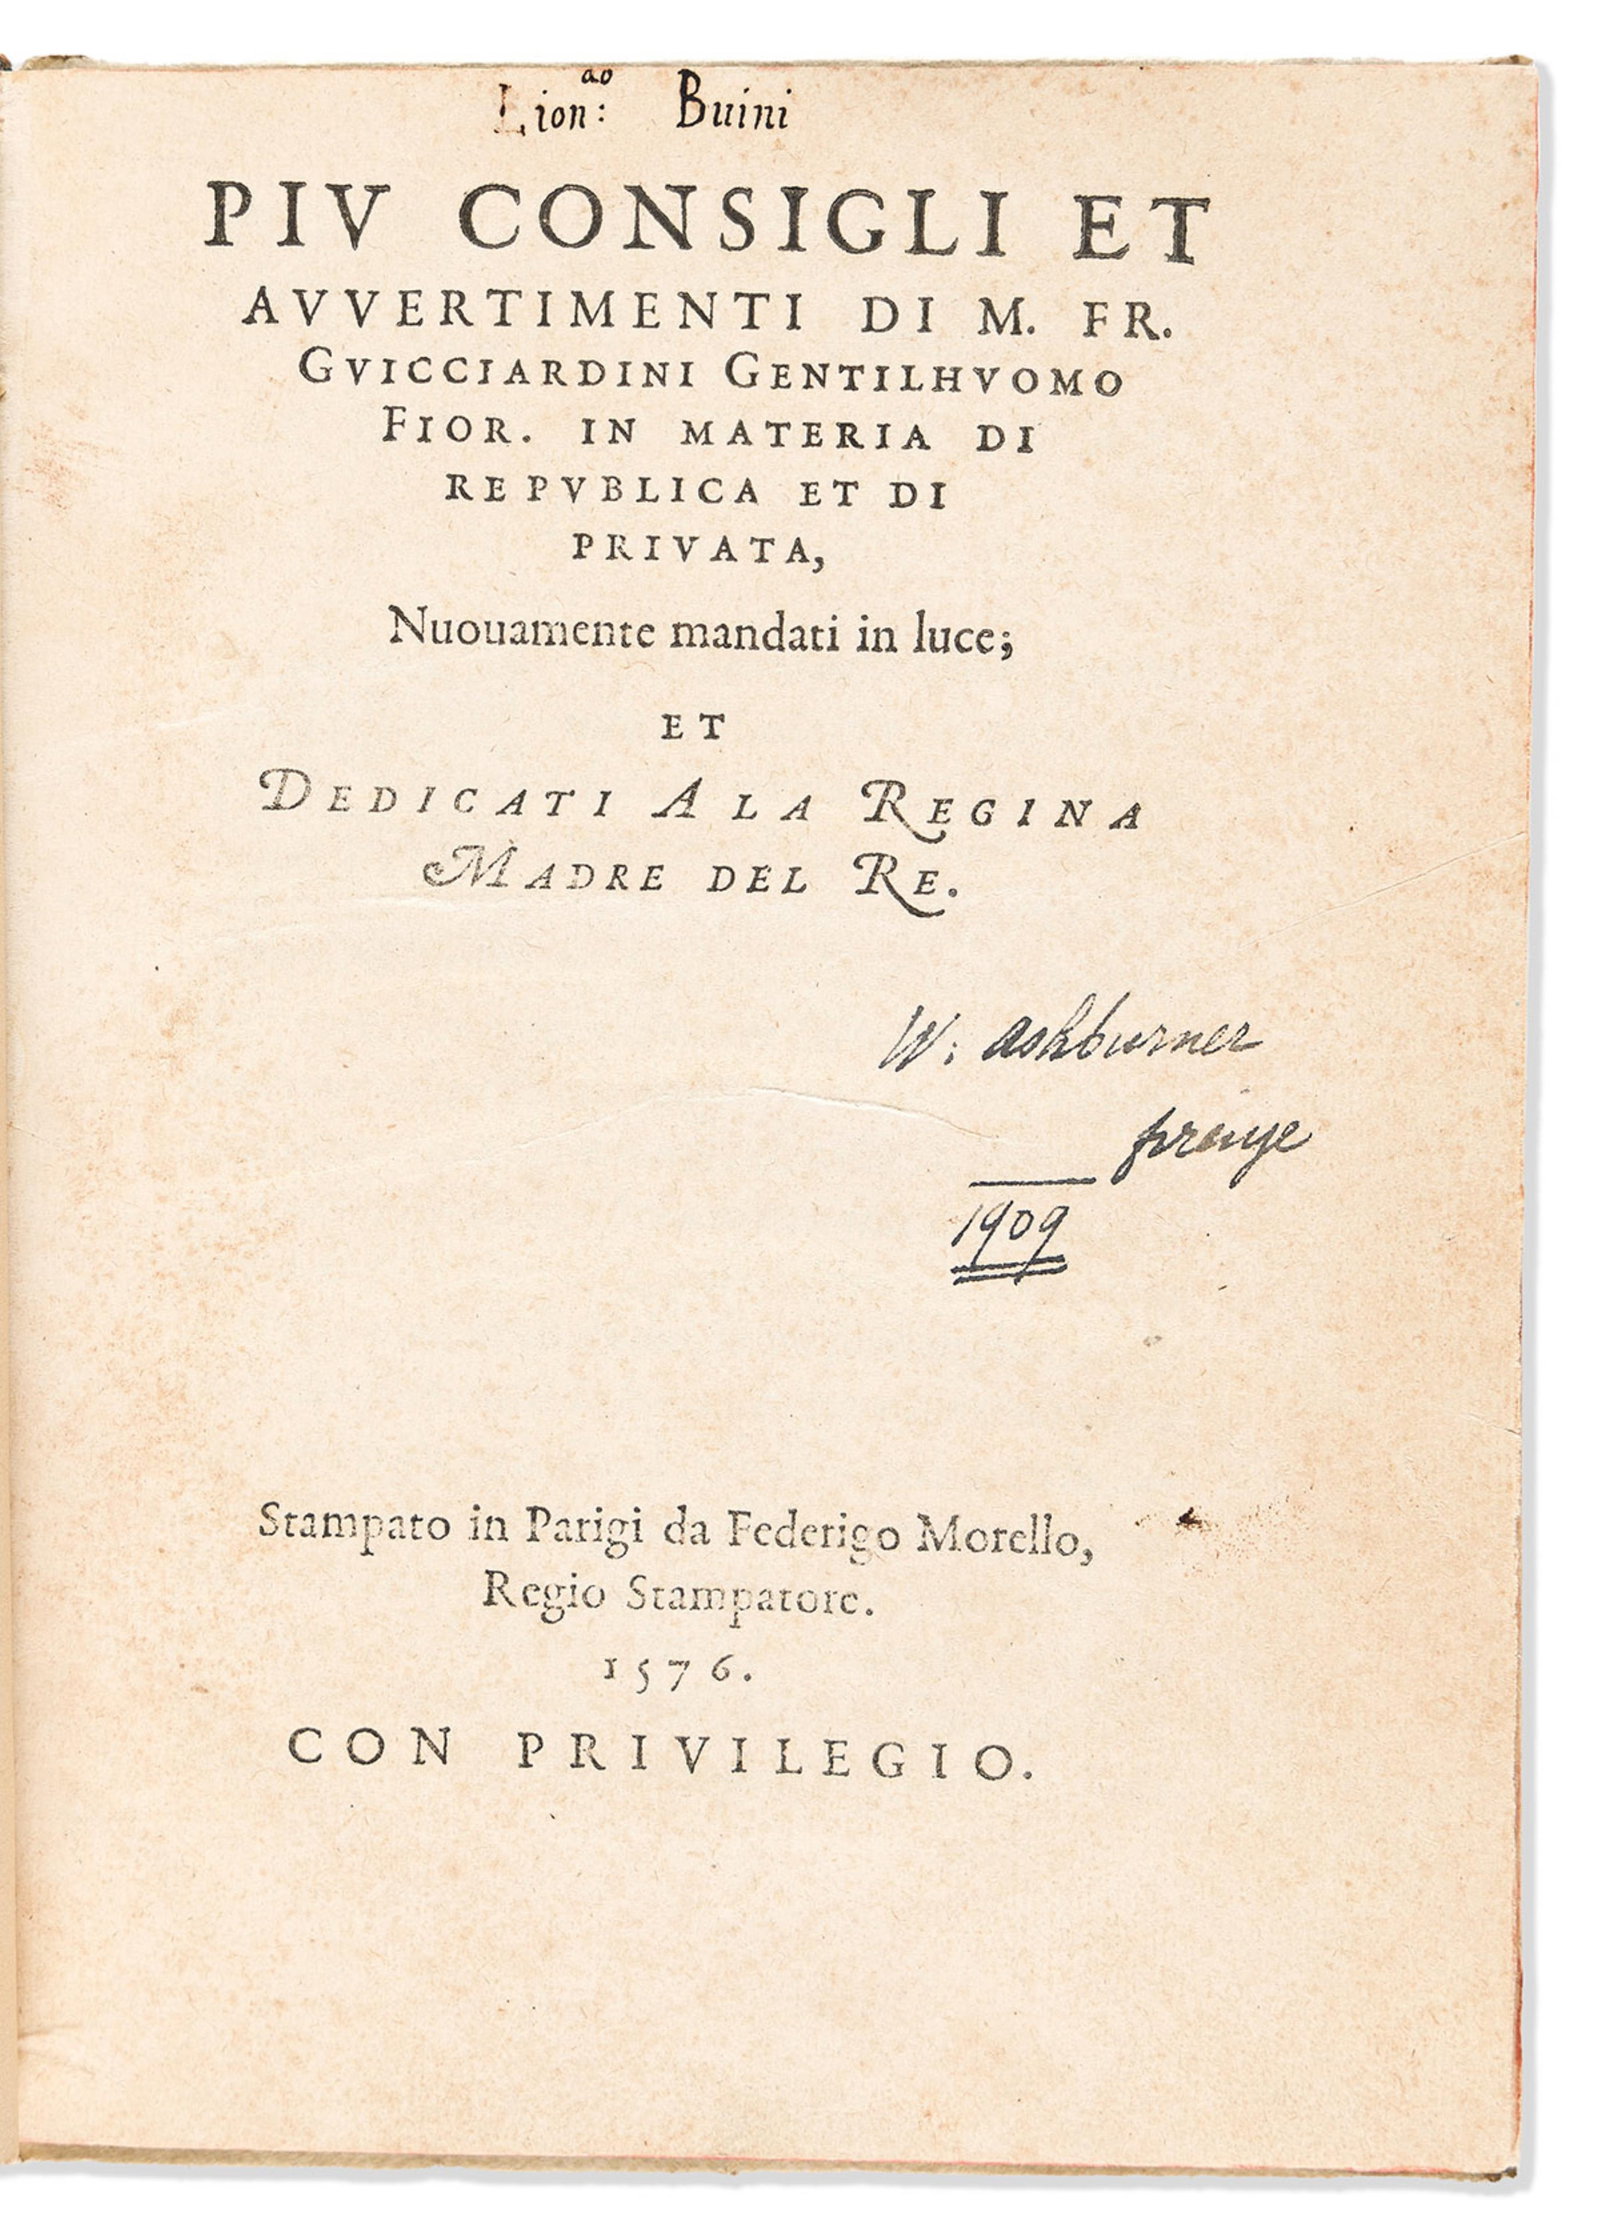 Lion:ao Buini
PIV CONSIGLI ET
AVVERTIMENTI DI M. FR.
GVICCIARDINI GENTILHVOMO
FIOR. IN MATERIA DI
REPVBLICA ET DI
PRIVATA,
Nuouamente mandati in luce;
ET
DEDICATI A LA REGINA
MADRE DEL RE.
W: ashburner
firenze
1909
Stampato in Parigi da Federigo Morello,
Regio Stampatore.
1576.
CON PRIVILEGIO.